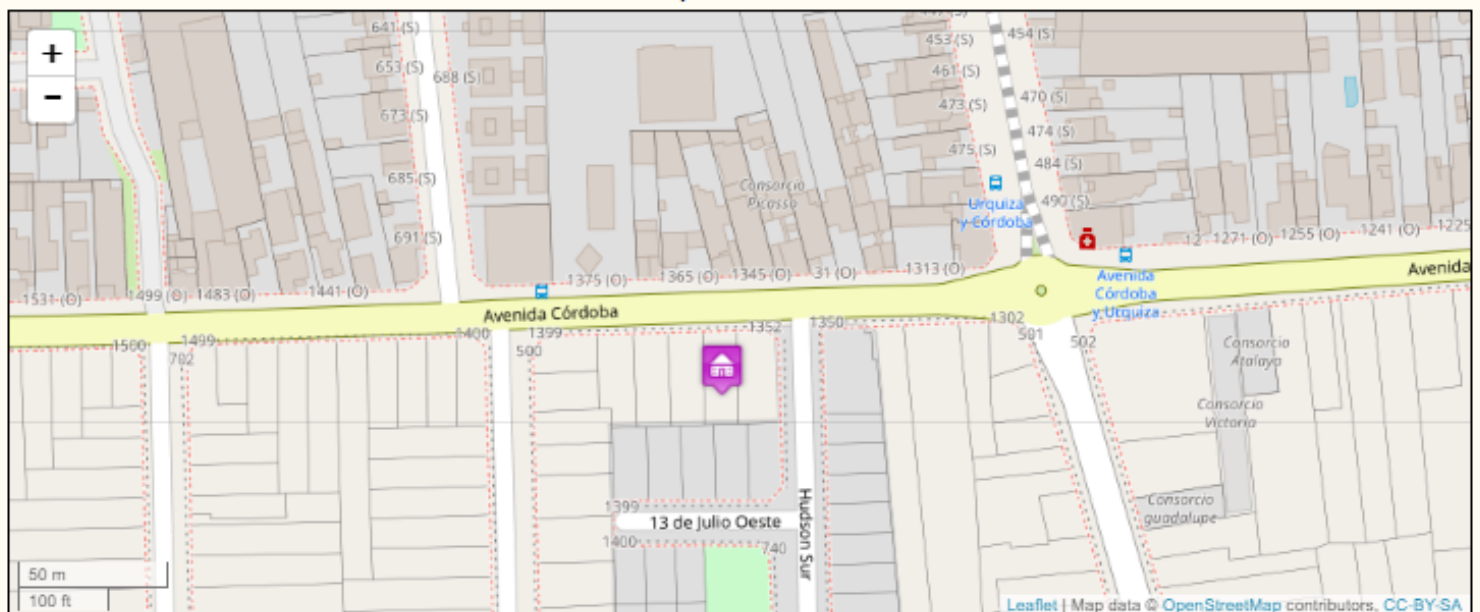 +
−
641 (S)
653 (S)
688 (S)
673 (S)
685 (S)
691 (S)
453 (S)
454 (S)
461 (S)
470 (S)
473 (S)
474 (S)
475 (S)
484 (S)
490 (S)
Consorcio
Picasso
Urquiza
y Córdoba
1531 (O)
1499 (O)
1483 (O)
1441 (O)
1375 (O)
1365 (O)
1345 (O)
31 (O)
1313 (O)
12
1271 (O)
1255 (O)
1241 (O)
1225
Avenida
Avenida
Córdoba
y Urquiza
Avenida Córdoba
1500
1499
702
1400
1399
500
1352
1350
1302
501
502
Consorcio
Atalaya
Consorcio
Victoria
Consorcio
guadalupe
1399
13 de Julio Oeste
1400
740
Hudson Sur
50 m
100 ft
Leaflet | Map data © OpenStreetMap contributors, CC-BY-SA